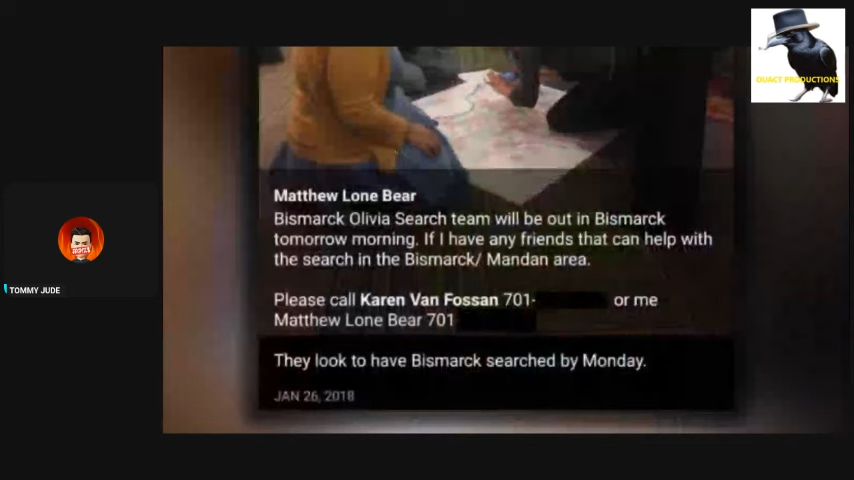 DUACT PRODUCTIONS
Matthew Lone Bear
Bismarck Olivia Search team will be out in Bismarck
tomorrow morning. If I have any friends that can help with
the search in the Bismarck/ Mandan area.
Please call Karen Van Fossan 701- or me
Matthew Lone Bear 701
They look to have Bismarck searched by Monday.
JAN 26, 2018
TOMMY JUDE